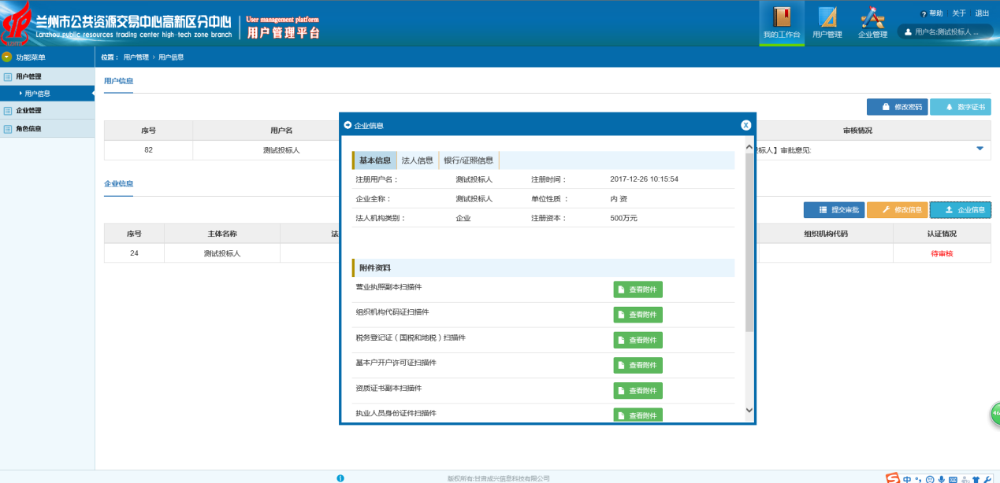 兰州市公共资源交易中心高新区分中心
Lanzhou public resources trading center high-tech zone branch
User management platform
用户管理平台
我的工作台
用户管理
企业管理
帮助 关于 退出
用户名:测试投标人 ...
功能菜单
位置： 用户管理 › 用户信息
用户管理
用户信息
企业管理
角色信息
用户信息
修改密码 数字证书
序号 用户名 审核情况
82 测试投标人 标人】审批意见:
企业信息
提交审批 修改信息 企业信息
序号 主体名称 法 组织机构代码 认证情况
24 测试投标人 待审核
企业信息
基本信息 法人信息 银行/证照信息
注册用户名： 测试投标人 注册时间： 2017-12-26 10:15:54
企业全称： 测试投标人 单位性质 ： 内 资
法人机构类别： 企业 注册资本： 500万元
附件资料
营业执照副本扫描件 查看附件
组织机构代码证扫描件 查看附件
税务登记证（国税和地税）扫描件 查看附件
基本户开户许可证扫描件 查看附件
资质证书副本扫描件 查看附件
执业人员身份证件扫描件 查看附件
46
版权所有:甘肃成兴信息科技有限公司
中